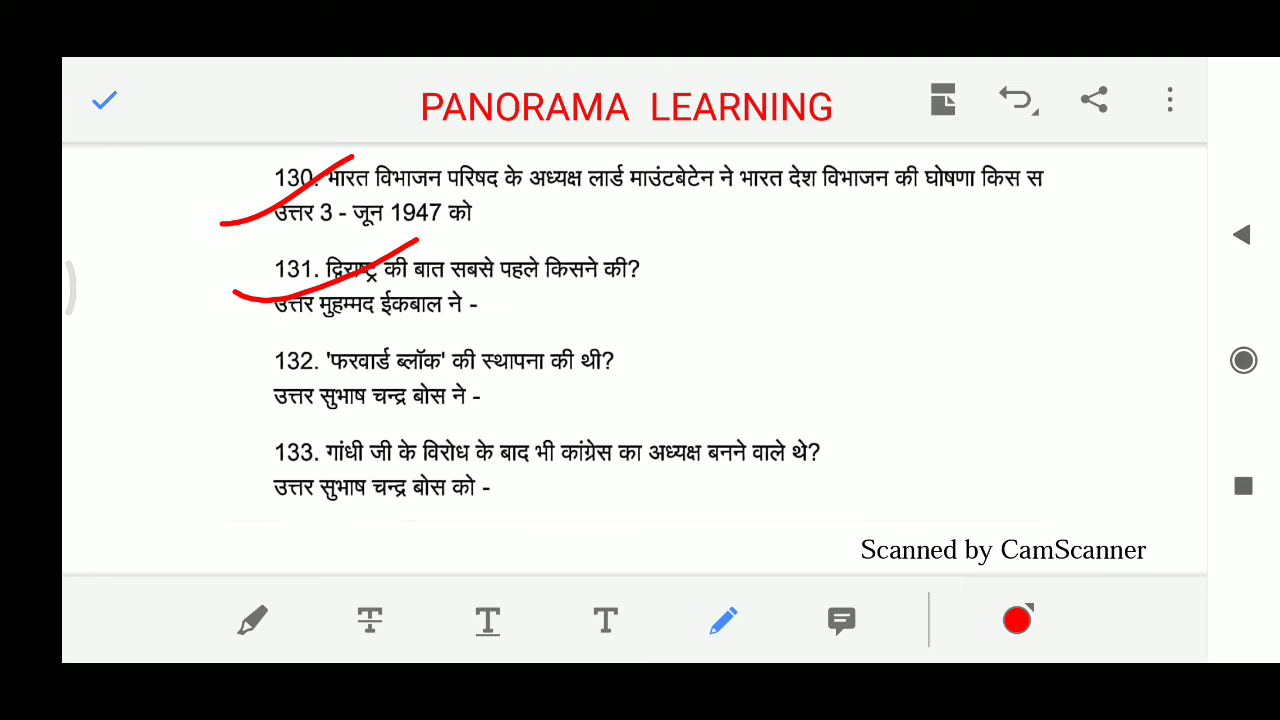 PANORAMA LEARNING
130. भारत विभाजन परिषद के अध्यक्ष लार्ड माउंटबेटेन ने भारत देश विभाजन की घोषणा किस स
उत्तर 3 - जून 1947 को
131. द्विराष्ट्र की बात सबसे पहले किसने की?
उत्तर मुहम्मद ईकबाल ने -
132. 'फरवार्ड ब्लॉक' की स्थापना की थी?
उत्तर सुभाष चन्द्र बोस ने -
133. गांधी जी के विरोध के बाद भी कांग्रेस का अध्यक्ष बनने वाले थे?
उत्तर सुभाष चन्द्र बोस को -
Scanned by CamScanner